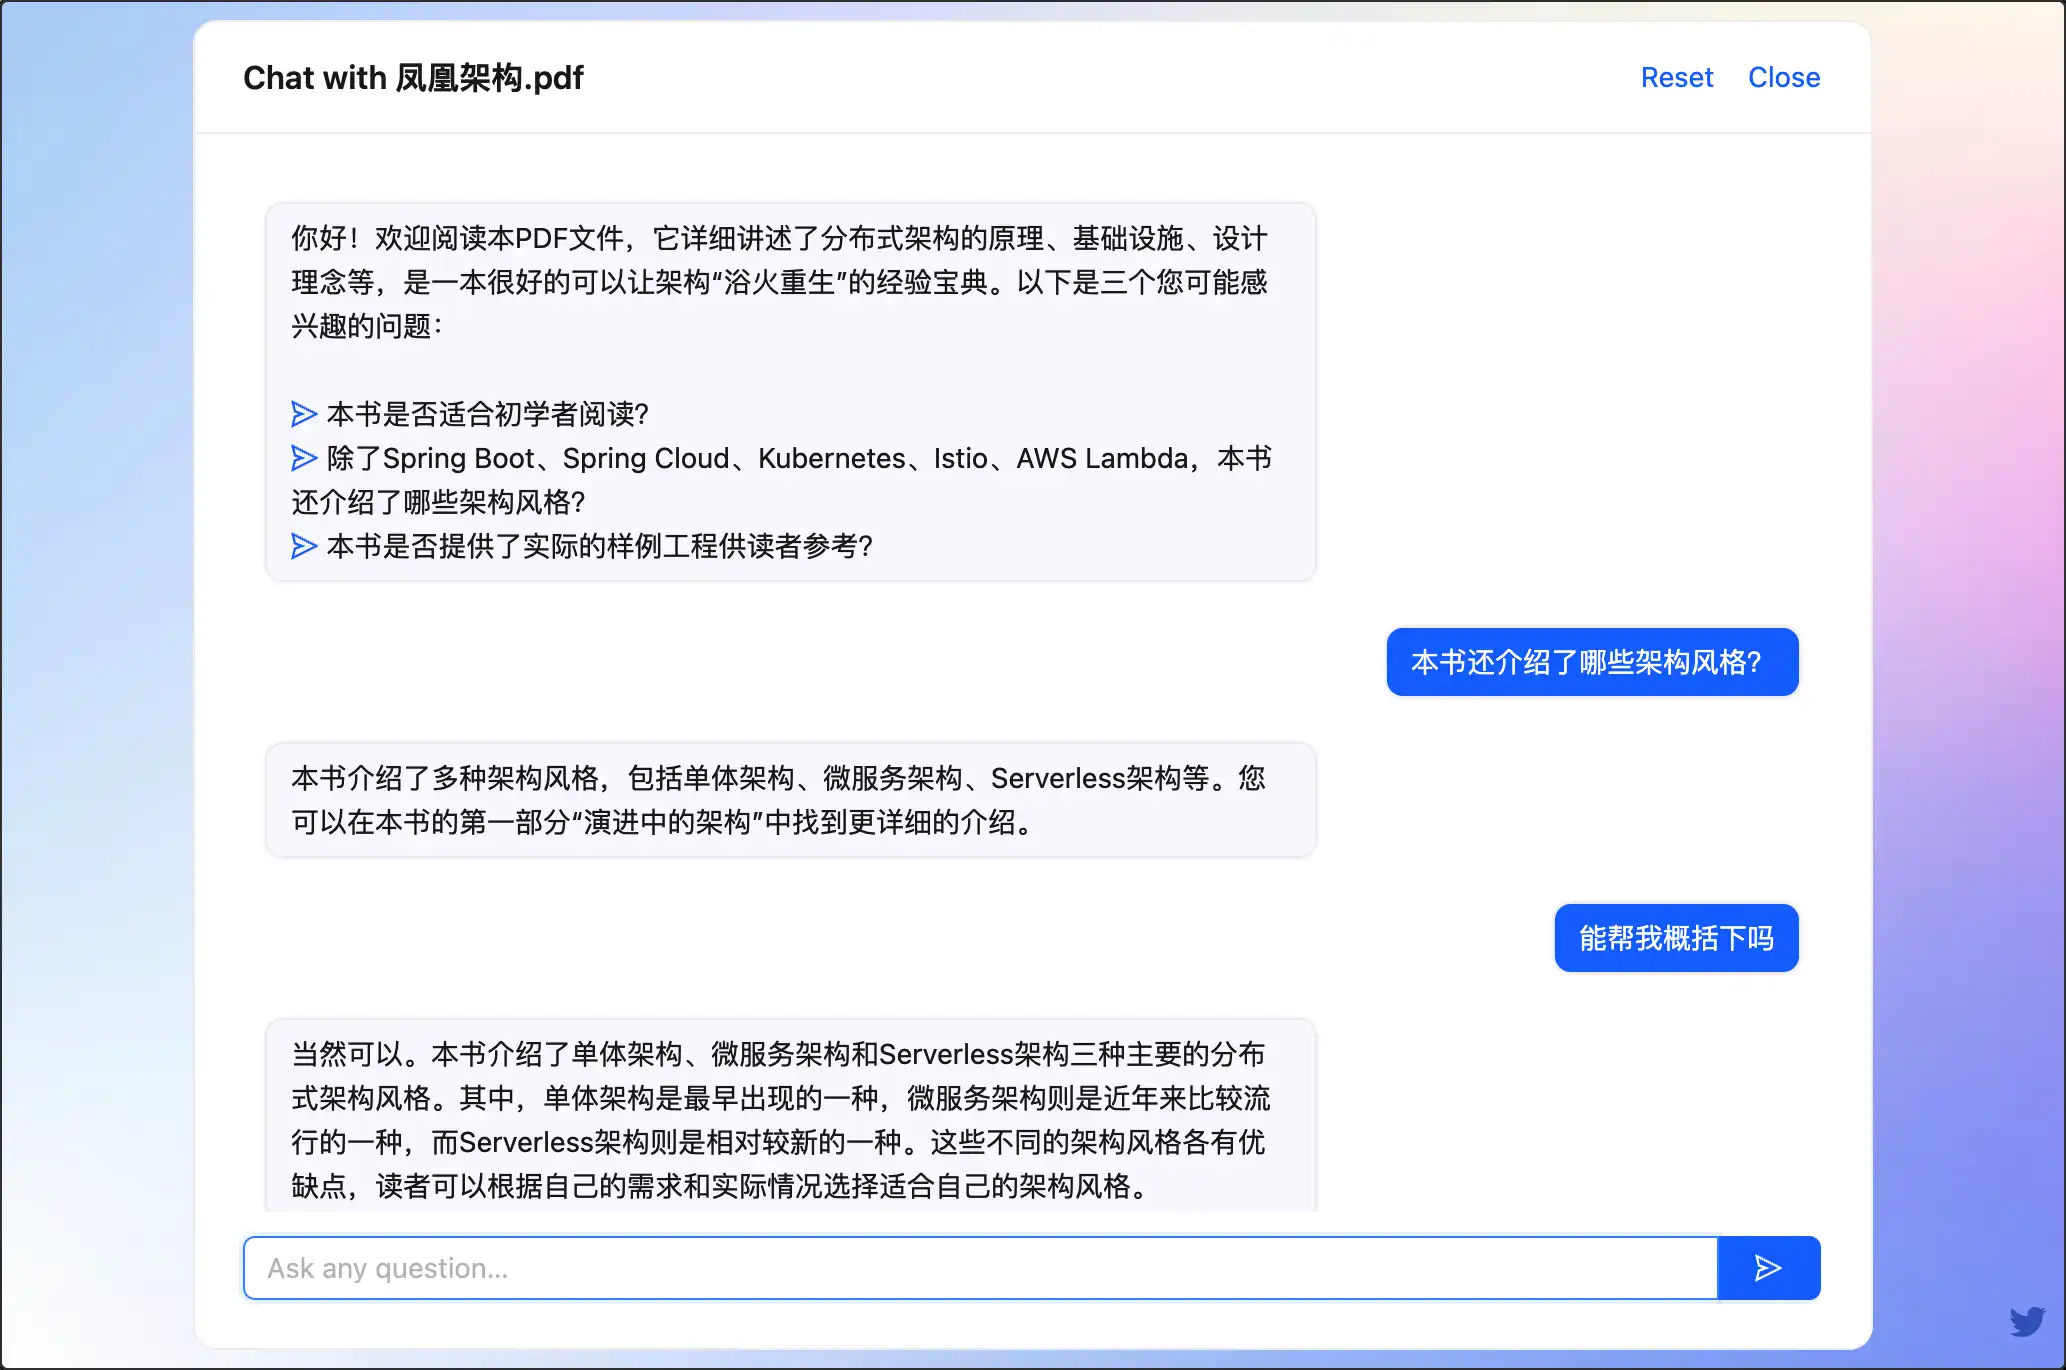 Chat with 凤凰架构.pdf
Reset
Close
你好！欢迎阅读本PDF文件，它详细讲述了分布式架构的原理、基础设施、设计
理念等，是一本很好的可以让架构“浴火重生”的经验宝典。以下是三个您可能感
兴趣的问题：
本书是否适合初学者阅读？
除了Spring Boot、Spring Cloud、Kubernetes、Istio、AWS Lambda，本书
还介绍了哪些架构风格？
本书是否提供了实际的样例工程供读者参考？
本书还介绍了哪些架构风格？
本书介绍了多种架构风格，包括单体架构、微服务架构、Serverless架构等。您
可以在本书的第一部分“演进中的架构”中找到更详细的介绍。
能帮我概括下吗
当然可以。本书介绍了单体架构、微服务架构和Serverless架构三种主要的分布
式架构风格。其中，单体架构是最早出现的一种，微服务架构则是近年来比较流
行的一种，而Serverless架构则是相对较新的一种。这些不同的架构风格各有优
缺点，读者可以根据自己的需求和实际情况选择适合自己的架构风格。
Ask any question...